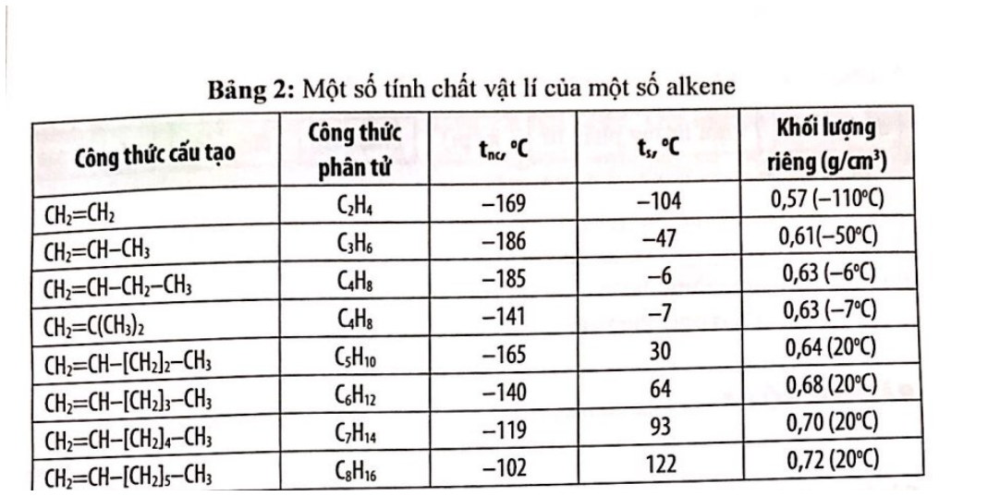 Bảng 2: Một số tính chất vật lí của một số alkene
Công thức cấu tạo | Công thức phân tử | tnc, °C | ts, °C | Khối lượng riêng (g/cm³)
CH₂=CH₂ | C₂H₄ | –169 | –104 | 0,57 (–110°C)
CH₂=CH–CH₃ | C₃H₆ | –186 | –47 | 0,61(–50°C)
CH₂=CH–CH₂–CH₃ | C₄H₈ | –185 | –6 | 0,63 (–6°C)
CH₂=C(CH₃)₂ | C₄H₈ | –141 | –7 | 0,63 (–7°C)
CH₂=CH–[CH₂]₂–CH₃ | C₅H₁₀ | –165 | 30 | 0,64 (20°C)
CH₂=CH–[CH₂]₃–CH₃ | C₆H₁₂ | –140 | 64 | 0,68 (20°C)
CH₂=CH–[CH₂]₄–CH₃ | C₇H₁₄ | –119 | 93 | 0,70 (20°C)
CH₂=CH–[CH₂]₅–CH₃ | C₈H₁₆ | –102 | 122 | 0,72 (20°C)